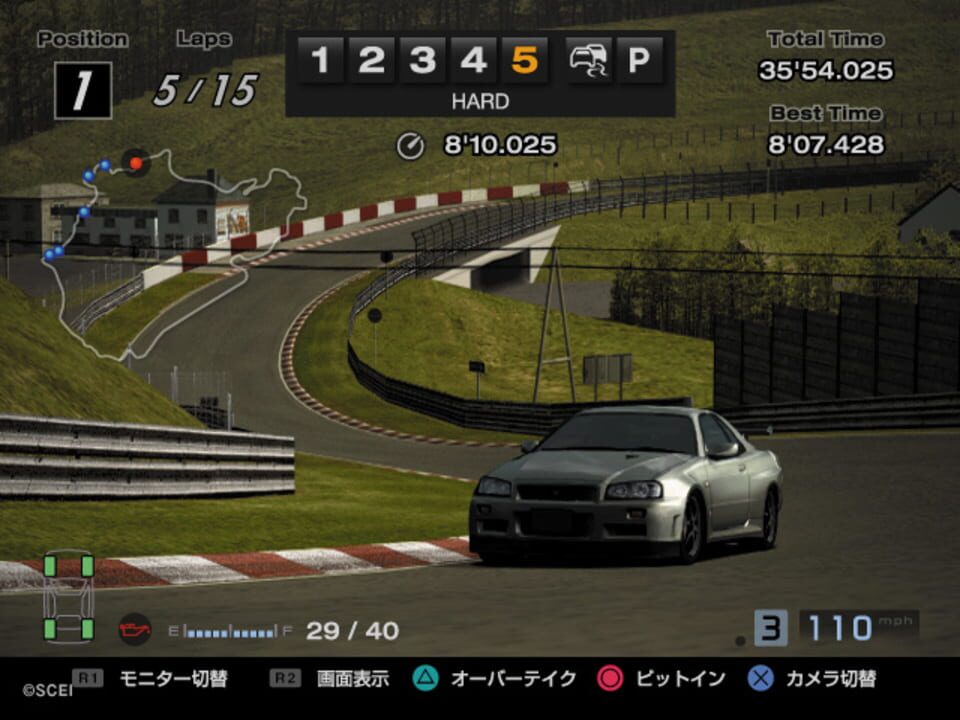 Position
Laps
1
5/15
1 2 3 4 5 P
HARD
8'10.025
Total Time
35'54.025
Best Time
8'07.428
E F 29 / 40
3 110 mph
R1 モニター切替 R2 画面表示 オーバーテイク ピットイン カメラ切替
©SCEI